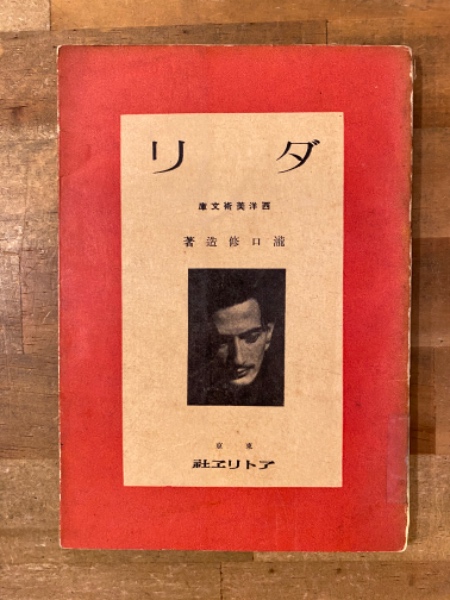 ダリ
西洋美術文庫
瀧口修造著
東京
アトリヱ社